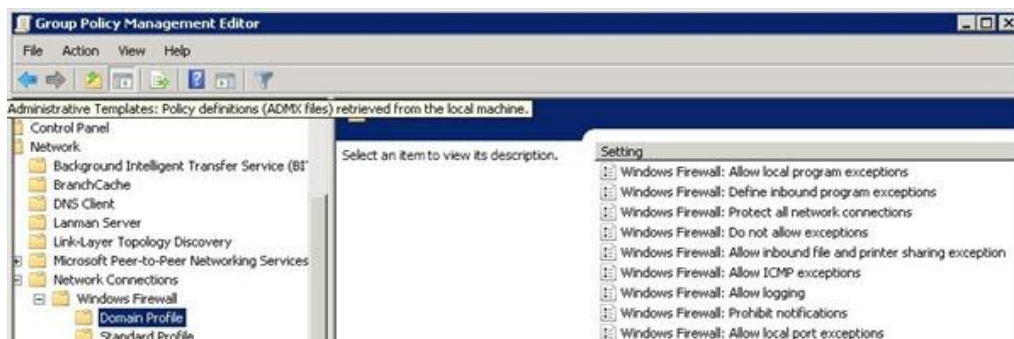 Group Policy Management Editor
File Action View Help
Administrative Templates: Policy definitions (ADMX files) retrieved from the local machine.
Control Panel
Network
Background Intelligent Transfer Service (BI
BranchCache
DNS Client
Lanman Server
Link-Layer Topology Discovery
Microsoft Peer-to-Peer Networking Services
Network Connections
Windows Firewall
Domain Profile
Standard Profile
Select an item to view its description.
Setting
Windows Firewall: Allow local program exceptions
Windows Firewall: Define inbound program exceptions
Windows Firewall: Protect all network connections
Windows Firewall: Do not allow exceptions
Windows Firewall: Allow inbound file and printer sharing exception
Windows Firewall: Allow ICMP exceptions
Windows Firewall: Allow logging
Windows Firewall: Prohibit notifications
Windows Firewall: Allow local port exceptions